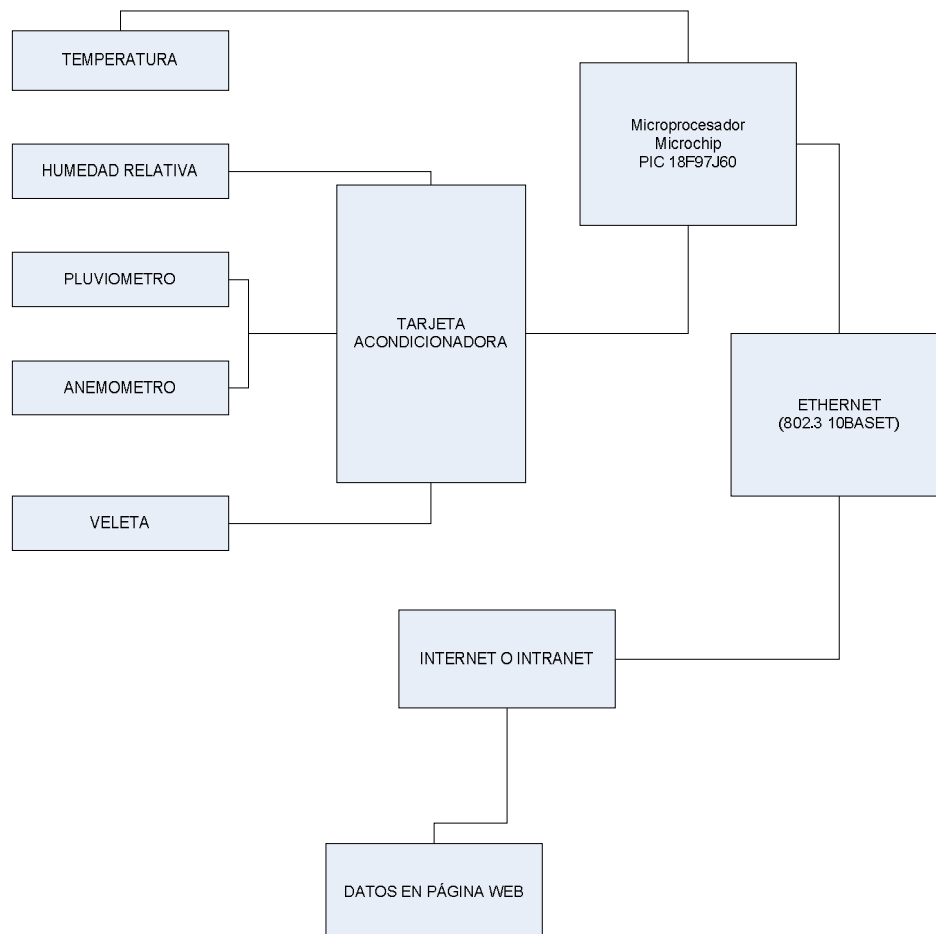 TEMPERATURA
Microprocesador
Microchip
PIC 18F97J60
HUMEDAD RELATIVA
PLUVIOMETRO
TARJETA
ACONDICIONADORA
ANEMOMETRO
ETHERNET
(802.3 10BASET)
VELETA
INTERNET O INTRANET
DATOS EN PÁGINA WEB